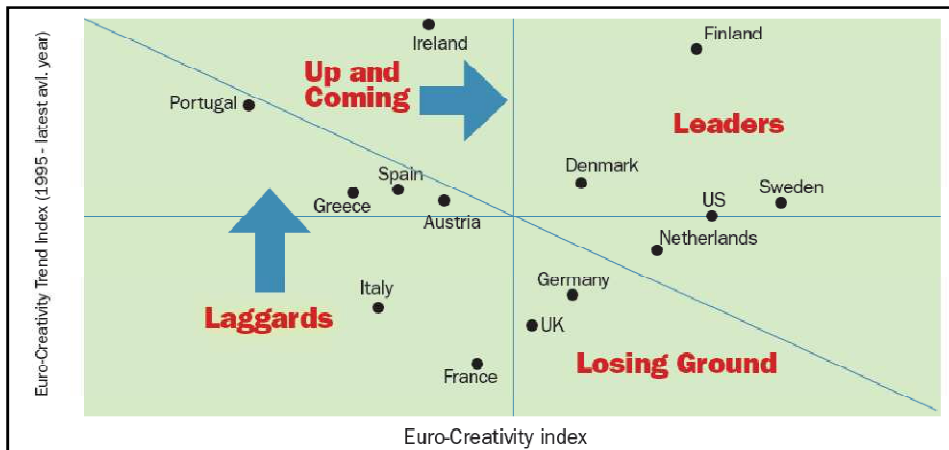 Euro-Creativity Trend Index (1995 - latest avl. year)
Ireland
Finland
Up and
Coming
Portugal
Leaders
Denmark
Spain
Sweden
Greece
US
Austria
Netherlands
Italy
Germany
Laggards
UK
Losing Ground
France
Euro-Creativity index